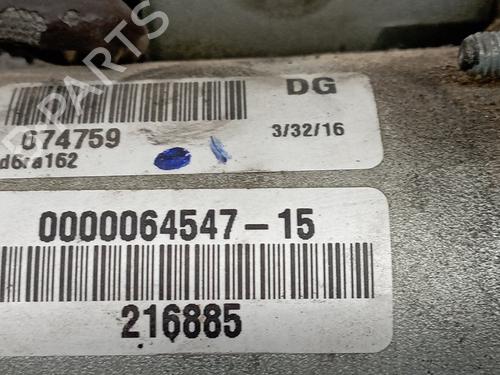 DG
074759
3/32/16
d6ra162
0000064547-15
216885
B-PARTS